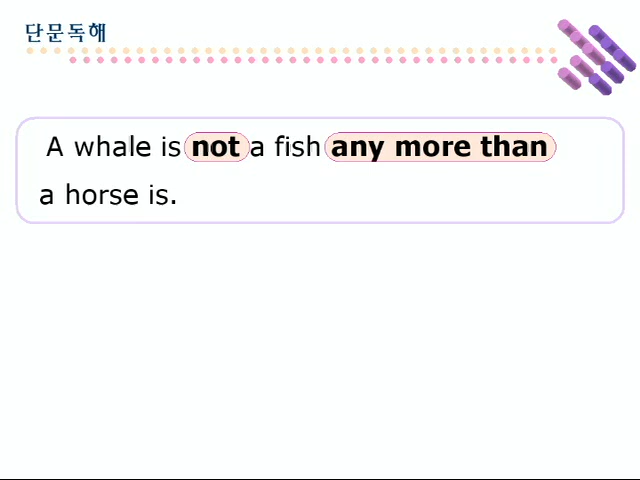 단문독해
A whale is not a fish any more than
a horse is.